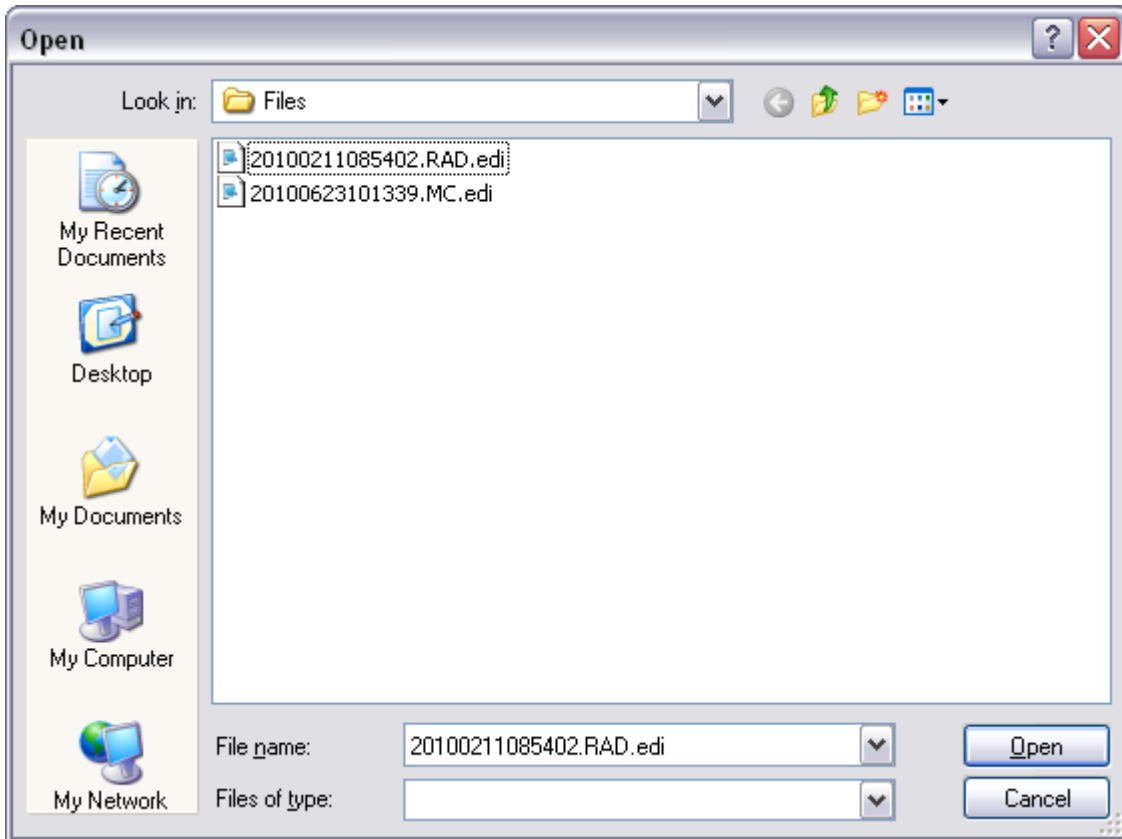 Open
?
Look in:
Files
20100211085402.RAD.edi
20100623101339.MC.edi
My Recent
Documents
Desktop
My Documents
My Computer
My Network
File name:
20100211085402.RAD.edi
Open
Files of type:
Cancel